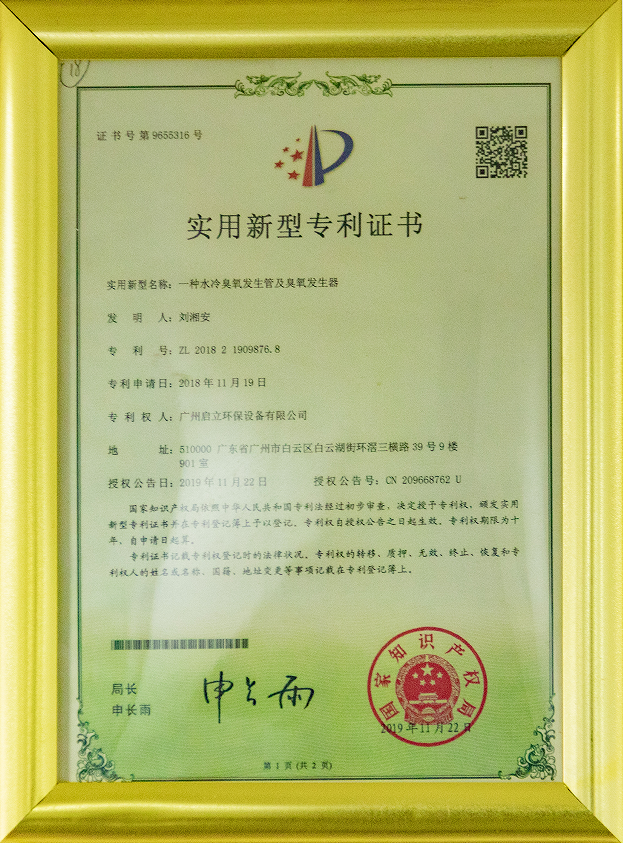 18
证书号第9655316号
实用新型专利证书
实用新型名称：一种水冷臭氧发生管及臭氧发生器
发明人：刘湘安
专利号：ZL 2018 2 1909876.8
专利申请日：2018年11月19日
专利权人：广州启立环保设备有限公司
地址：510000 广东省广州市白云区白云湖街环滘三横路39号9楼
901室
授权公告日：2019年11月22日 授权公告号：CN 209668762 U
国家知识产权局依照中华人民共和国专利法经过初步审查，决定授予专利权，颁发实用
新型专利证书并在专利登记簿上予以登记。专利权自授权公告之日起生效。专利权期限为十
年，自申请日起算。
专利证书记载专利权登记时的法律状况。专利权的转移、质押、无效、终止、恢复和专
利权人的姓名或名称、国籍、地址变更等事项记载在专利登记簿上。
局长
申长雨
申长雨
国家知识产权局
2019年11月22日
第1页(共2页)